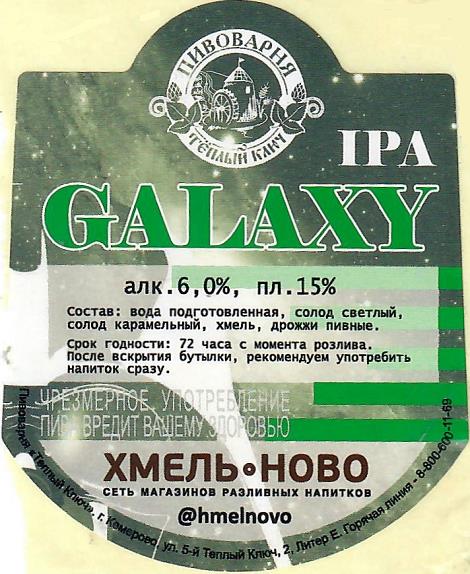 ПИВОВАРНЯ
ТЁПЛЫЙ КЛЮЧ
IPA
GALAXY
алк.6,0%, пл.15%
Состав: вода подготовленная, солод светлый,
солод карамельный, хмель, дрожжи пивные.
Срок годности: 72 часа с момента розлива.
После вскрытия бутылки, рекомендуем употребить
напиток сразу.
ЧРЕЗМЕРНОЕ УПОТРЕБЛЕНИЕ
ПИВА ВРЕДИТ ВАШЕМУ ЗДОРОВЬЮ
ХМЕЛЬ•НОВО
СЕТЬ МАГАЗИНОВ РАЗЛИВНЫХ НАПИТКОВ
@hmelnovo
Пивоварня «Теплый Ключ», г. Кемерово, ул. 5-й Теплый Ключ, 2, Литер Е. Горячая линия - 8-800-600-11-69